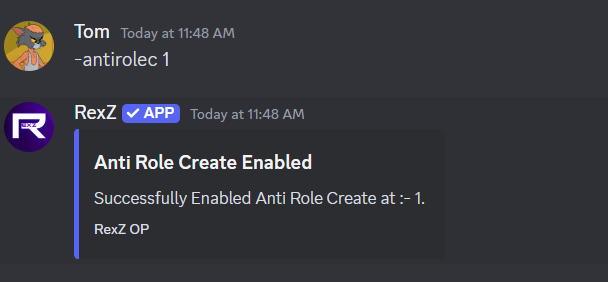 Tom Today at 11:48 AM
-antirolec 1
RexZ ✓ APP Today at 11:48 AM
Anti Role Create Enabled
Successfully Enabled Anti Role Create at :- 1.
RexZ OP